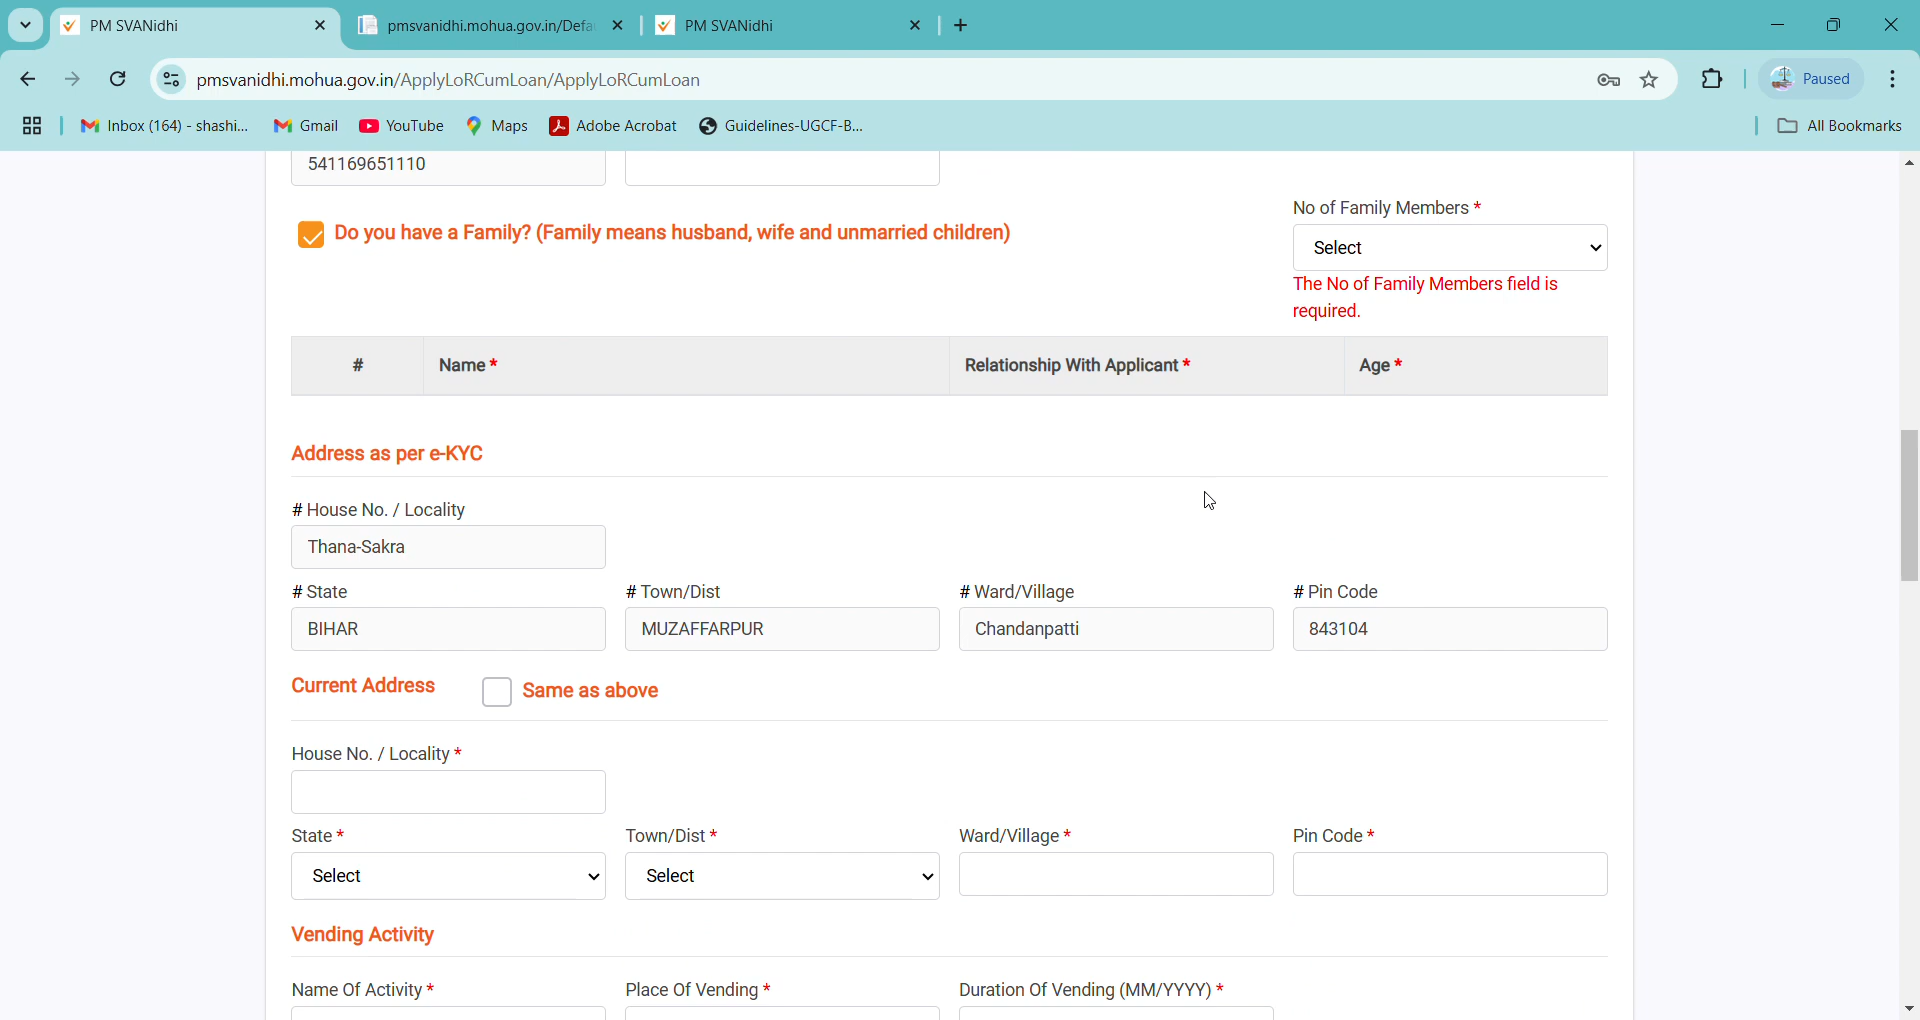 PM SVANidhi
pmsvanidhi.mohua.gov.in/Defa
PM SVANidhi
pmsvanidhi.mohua.gov.in/ApplyLoRCumLoan/ApplyLoRCumLoan
Paused
Inbox (164) - shashi...
Gmail
YouTube
Maps
Adobe Acrobat
Guidelines-UGCF-B...
All Bookmarks
541169651110
No of Family Members *
Do you have a Family? (Family means husband, wife and unmarried children)
Select
The No of Family Members field is
required.
# Name * Relationship With Applicant * Age *
Address as per e-KYC
# House No. / Locality
Thana-Sakra
# State # Town/Dist # Ward/Village # Pin Code
BIHAR MUZAFFARPUR Chandanpatti 843104
Current Address Same as above
House No. / Locality *
State * Town/Dist * Ward/Village * Pin Code *
Select Select
Vending Activity
Name Of Activity * Place Of Vending * Duration Of Vending (MM/YYYY) *